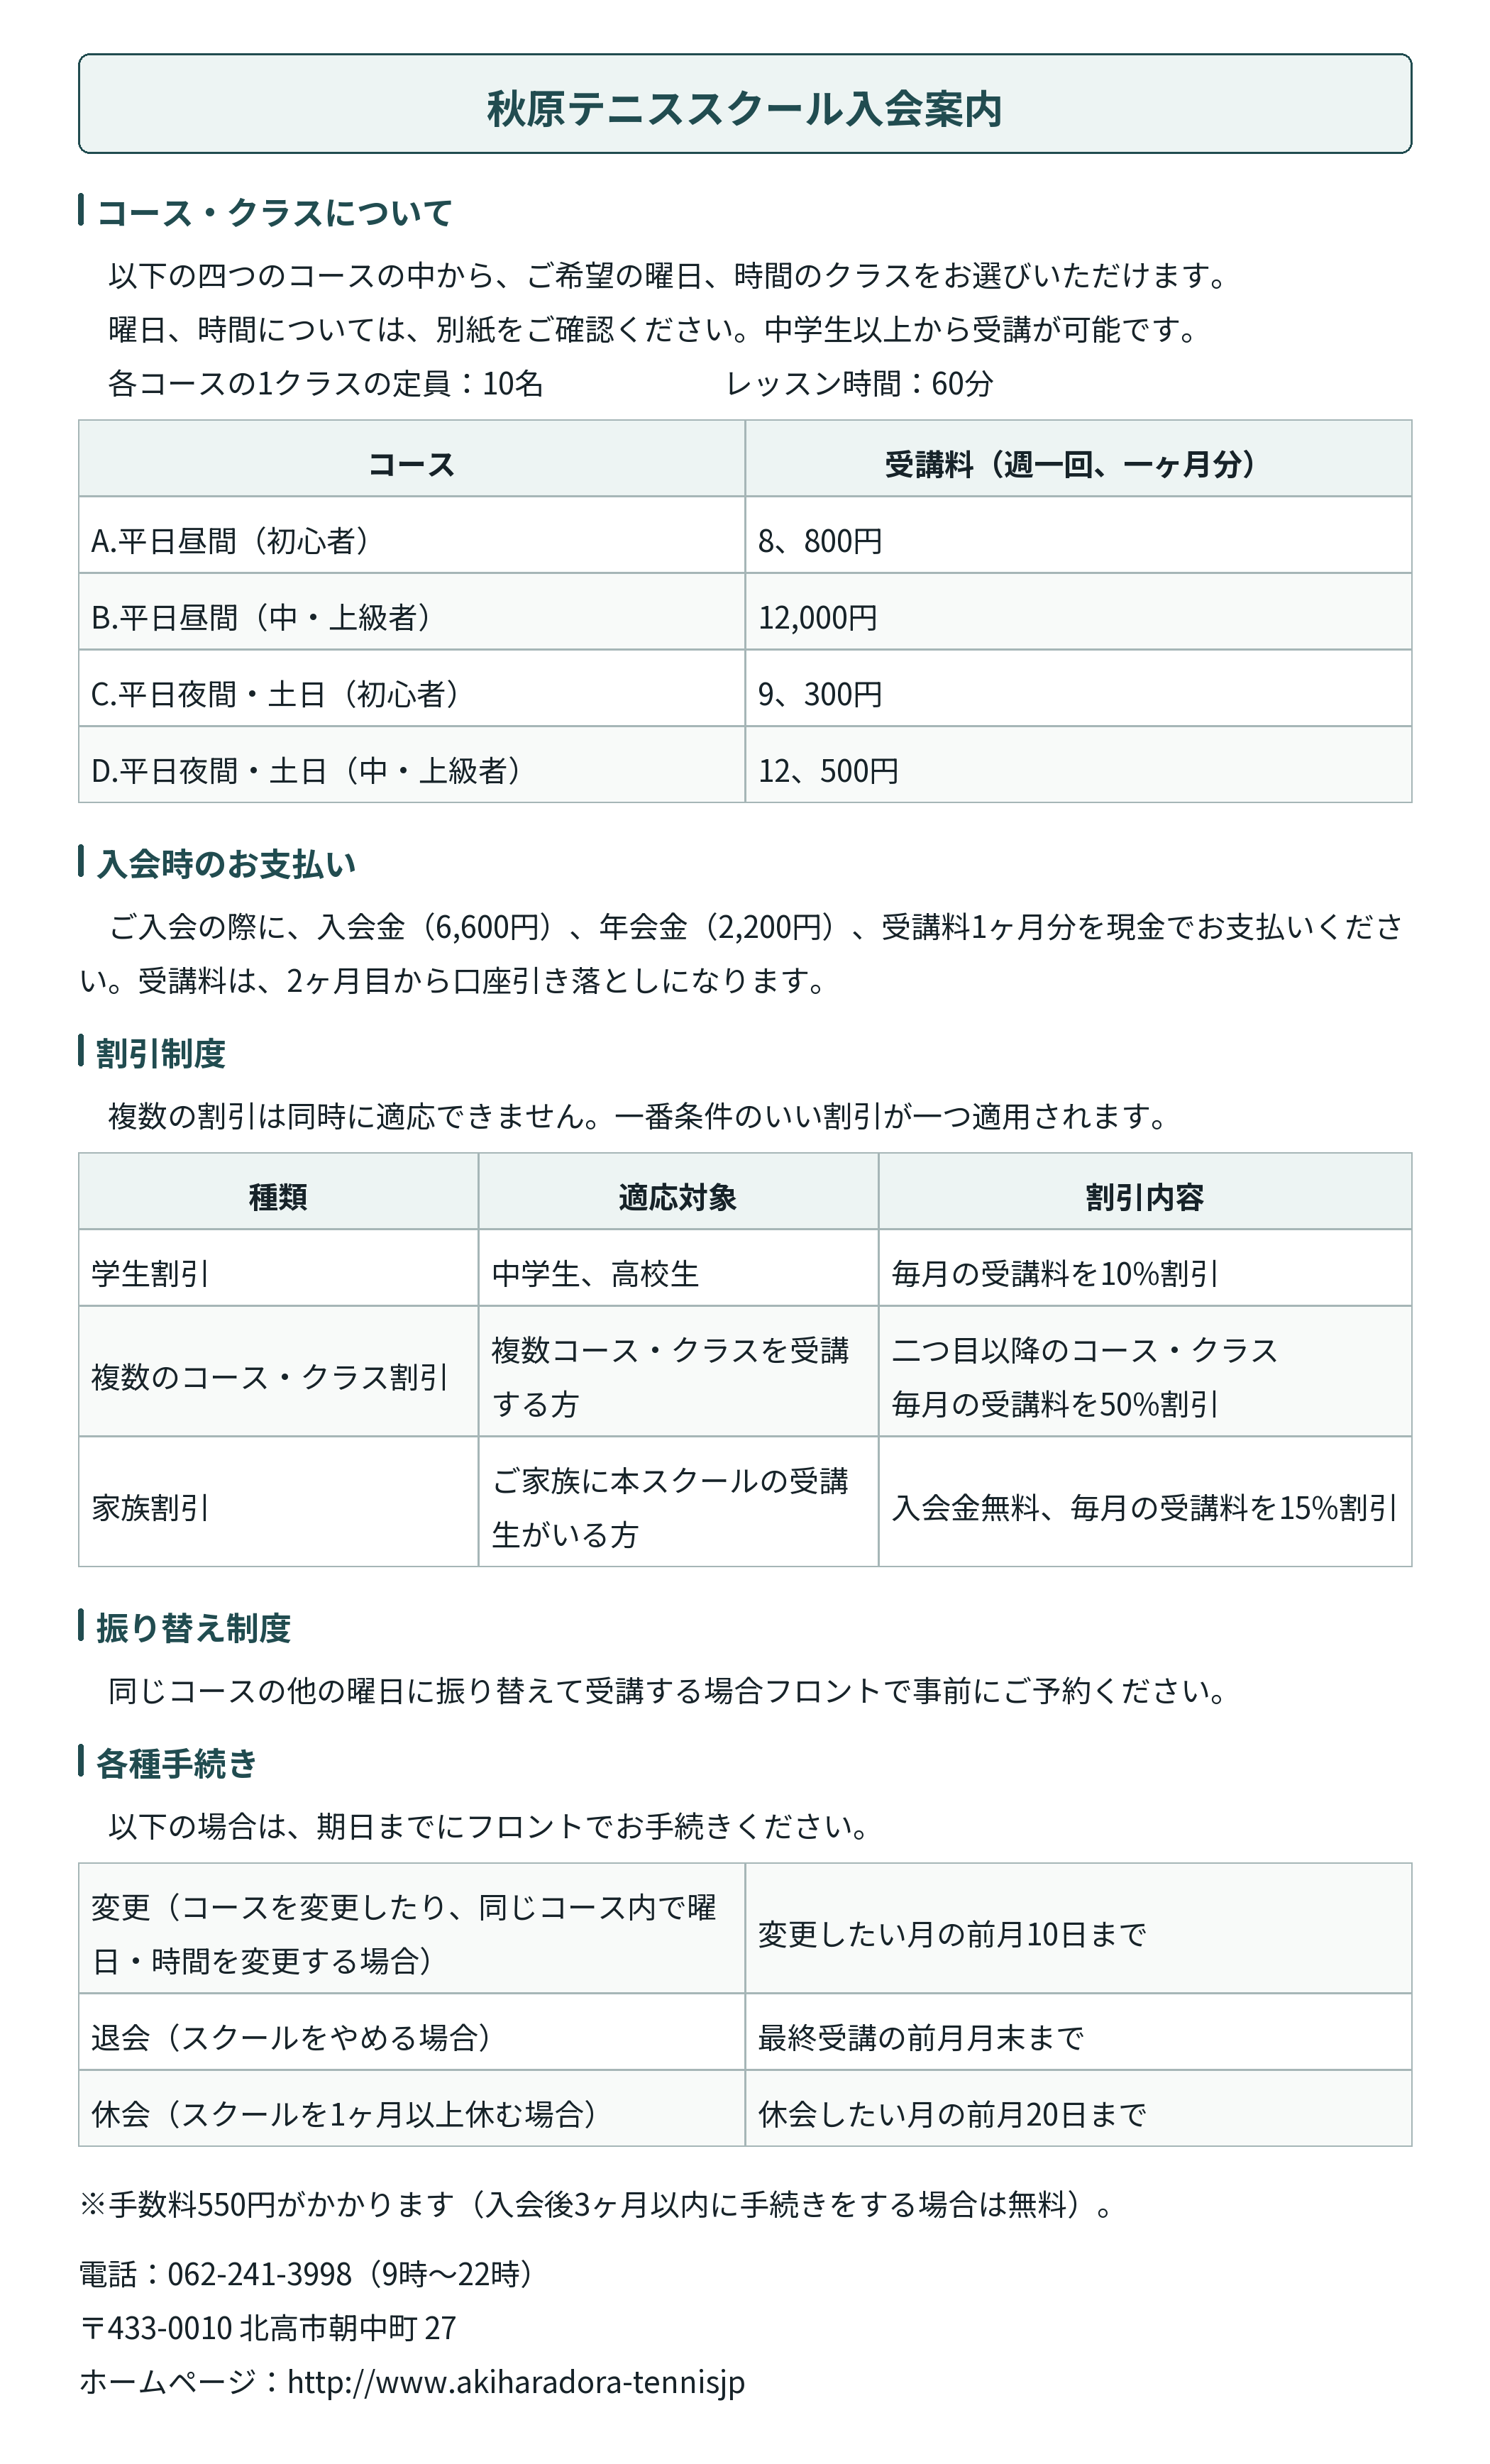 秋原テニススクール入会案内
コース・クラスについて
以下の四つのコースの中から、ご希望の曜日、時間のクラスをお選びいただけます。
曜日、時間については、別紙をご確認ください。中学生以上から受講が可能です。
各コースの1クラスの定員：10名　　　　　　レッスン時間：60分
コース　受講料（週一回、一ヶ月分）
A.平日昼間（初心者）　8、800円
B.平日昼間（中・上級者）　12,000円
C.平日夜間・土日（初心者）　9、300円
D.平日夜間・土日（中・上級者）　12、500円
入会時のお支払い
ご入会の際に、入会金（6,600円）、年会金（2,200円）、受講料1ヶ月分を現金でお支払いくださ
い。受講料は、2ヶ月目から口座引き落としになります。
割引制度
複数の割引は同時に適応できません。一番条件のいい割引が一つ適用されます。
種類　適応対象　割引内容
学生割引　中学生、高校生　毎月の受講料を10%割引
複数のコース・クラス割引
複数コース・クラスを受講
する方
二つ目以降のコース・クラス
毎月の受講料を50%割引
家族割引
ご家族に本スクールの受講
生がいる方
入会金無料、毎月の受講料を15%割引
振り替え制度
同じコースの他の曜日に振り替えて受講する場合フロントで事前にご予約ください。
各種手続き
以下の場合は、期日までにフロントでお手続きください。
変更（コースを変更したり、同じコース内で曜
日・時間を変更する場合）
変更したい月の前月10日まで
退会（スクールをやめる場合）　最終受講の前月月末まで
休会（スクールを1ヶ月以上休む場合）　休会したい月の前月20日まで
※手数料550円がかかります（入会後3ヶ月以内に手続きをする場合は無料）。
電話：062-241-3998（9時〜22時）
〒433-0010 北高市朝中町 27
ホームページ：http://www.akiharadora-tennisjp